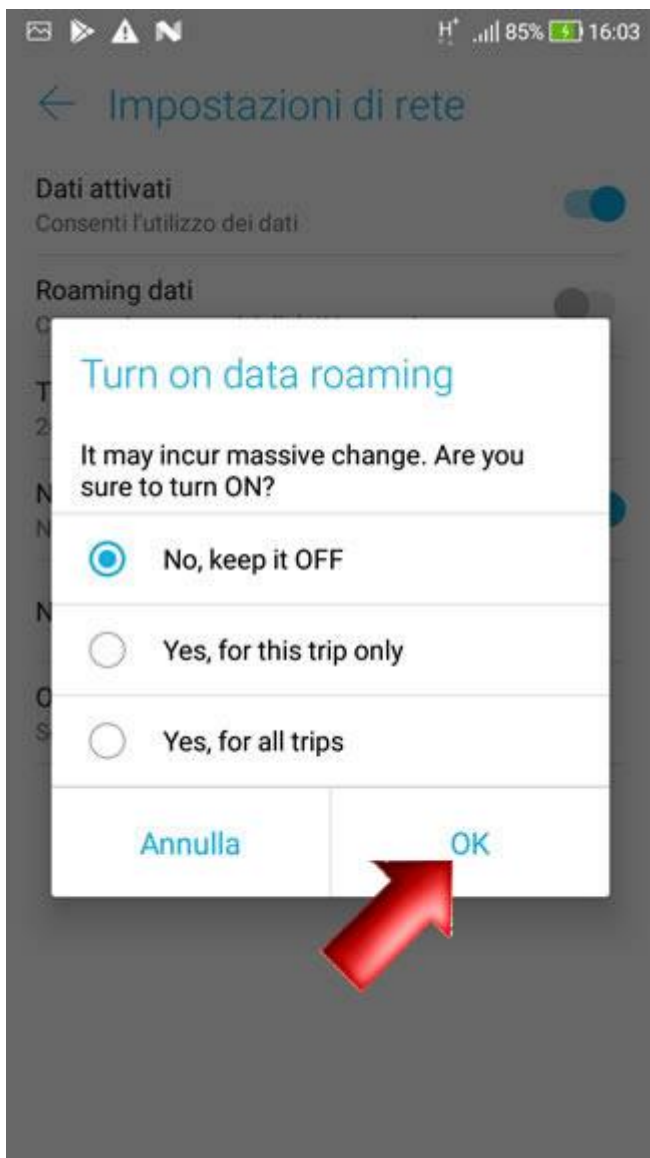 H+ 85% 16:03
Impostazioni di rete
Dati attivati
Consenti l'utilizzo dei dati
Roaming dati
Turn on data roaming
It may incur massive change. Are you
sure to turn ON?
No, keep it OFF
Yes, for this trip only
Yes, for all trips
Annulla OK